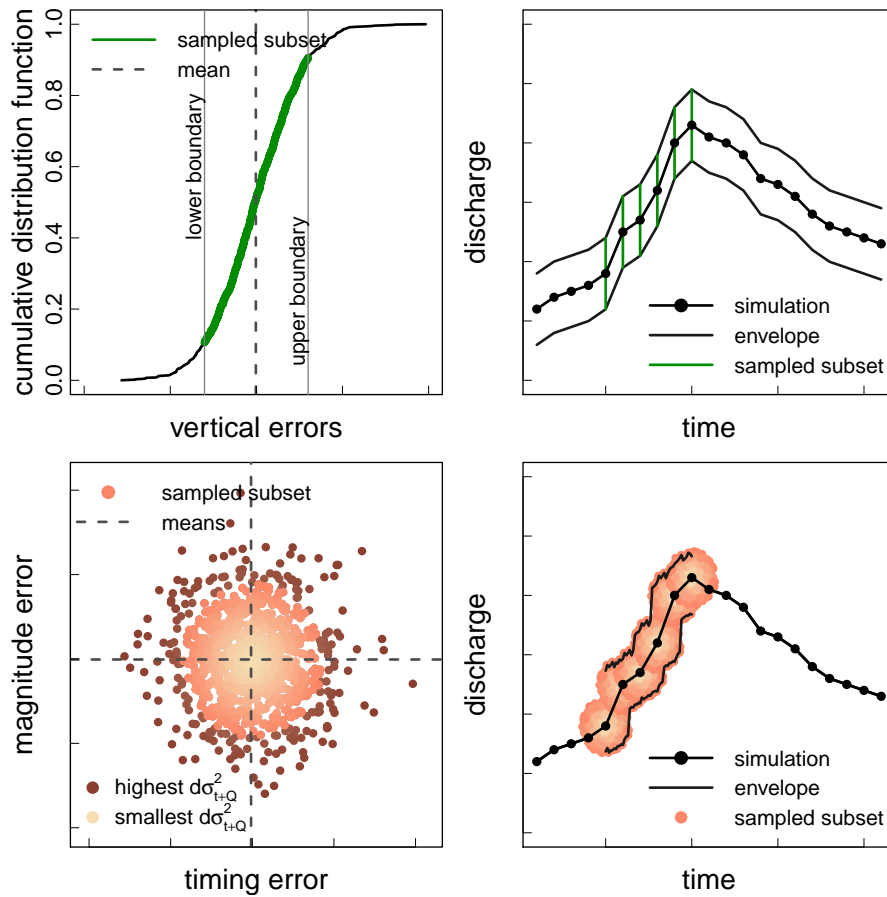 cumulative distribution function
0.0
0.2
0.4
0.6
0.8
1.0
sampled subset
mean
lower boundary
upper boundary
vertical errors
discharge
simulation
envelope
sampled subset
time
magnitude error
sampled subset
means
highest dσ²t+Q
smallest dσ²t+Q
timing error
discharge
simulation
envelope
sampled subset
time